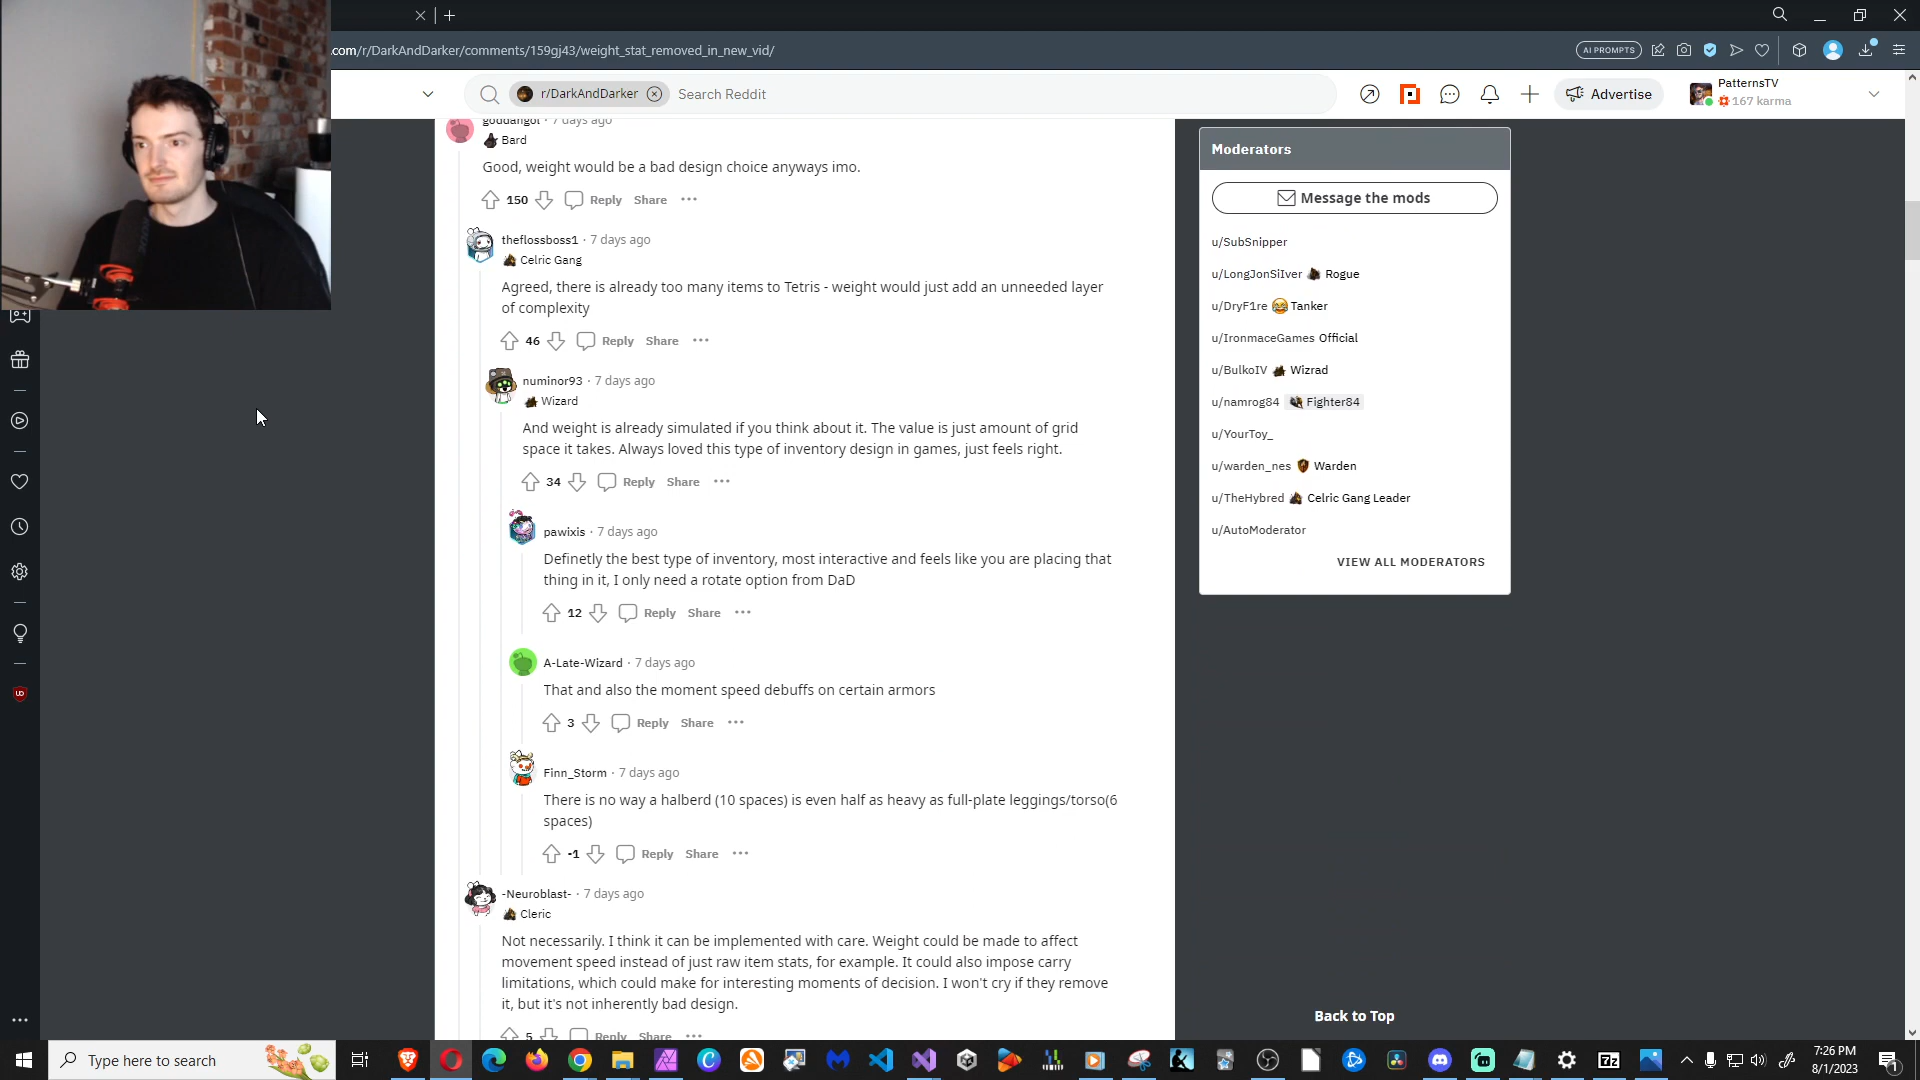 .com/r/DarkAndDarker/comments/159gj43/weight_stat_removed_in_new_vid/
AI PROMPTS
r/DarkAndDarker
Search Reddit
Advertise
PatternsTV
167 karma
goddangol · 7 days ago
Bard
Good, weight would be a bad design choice anyways imo.
150 Reply Share
theflossboss1 · 7 days ago
Celric Gang
Agreed, there is already too many items to Tetris - weight would just add an unneeded layer
of complexity
46 Reply Share
numinor93 · 7 days ago
Wizard
And weight is already simulated if you think about it. The value is just amount of grid
space it takes. Always loved this type of inventory design in games, just feels right.
34 Reply Share
pawixis · 7 days ago
Definetly the best type of inventory, most interactive and feels like you are placing that
thing in it, I only need a rotate option from DaD
12 Reply Share
A-Late-Wizard · 7 days ago
That and also the moment speed debuffs on certain armors
3 Reply Share
Finn_Storm · 7 days ago
There is no way a halberd (10 spaces) is even half as heavy as full-plate leggings/torso(6
spaces)
-1 Reply Share
-Neuroblast- · 7 days ago
Cleric
Not necessarily. I think it can be implemented with care. Weight could be made to affect
movement speed instead of just raw item stats, for example. It could also impose carry
limitations, which could make for interesting moments of decision. I won't cry if they remove
it, but it's not inherently bad design.
5 Reply Share
Moderators
Message the mods
u/SubSnipper
u/LongJonSiIver Rogue
u/DryF1re Tanker
u/IronmaceGames Official
u/BulkoIV Wizrad
u/namrog84 Fighter84
u/YourToy_
u/warden_nes Warden
u/TheHybred Celric Gang Leader
u/AutoModerator
VIEW ALL MODERATORS
Back to Top
Type here to search
7z
7:26 PM
8/1/2023
1